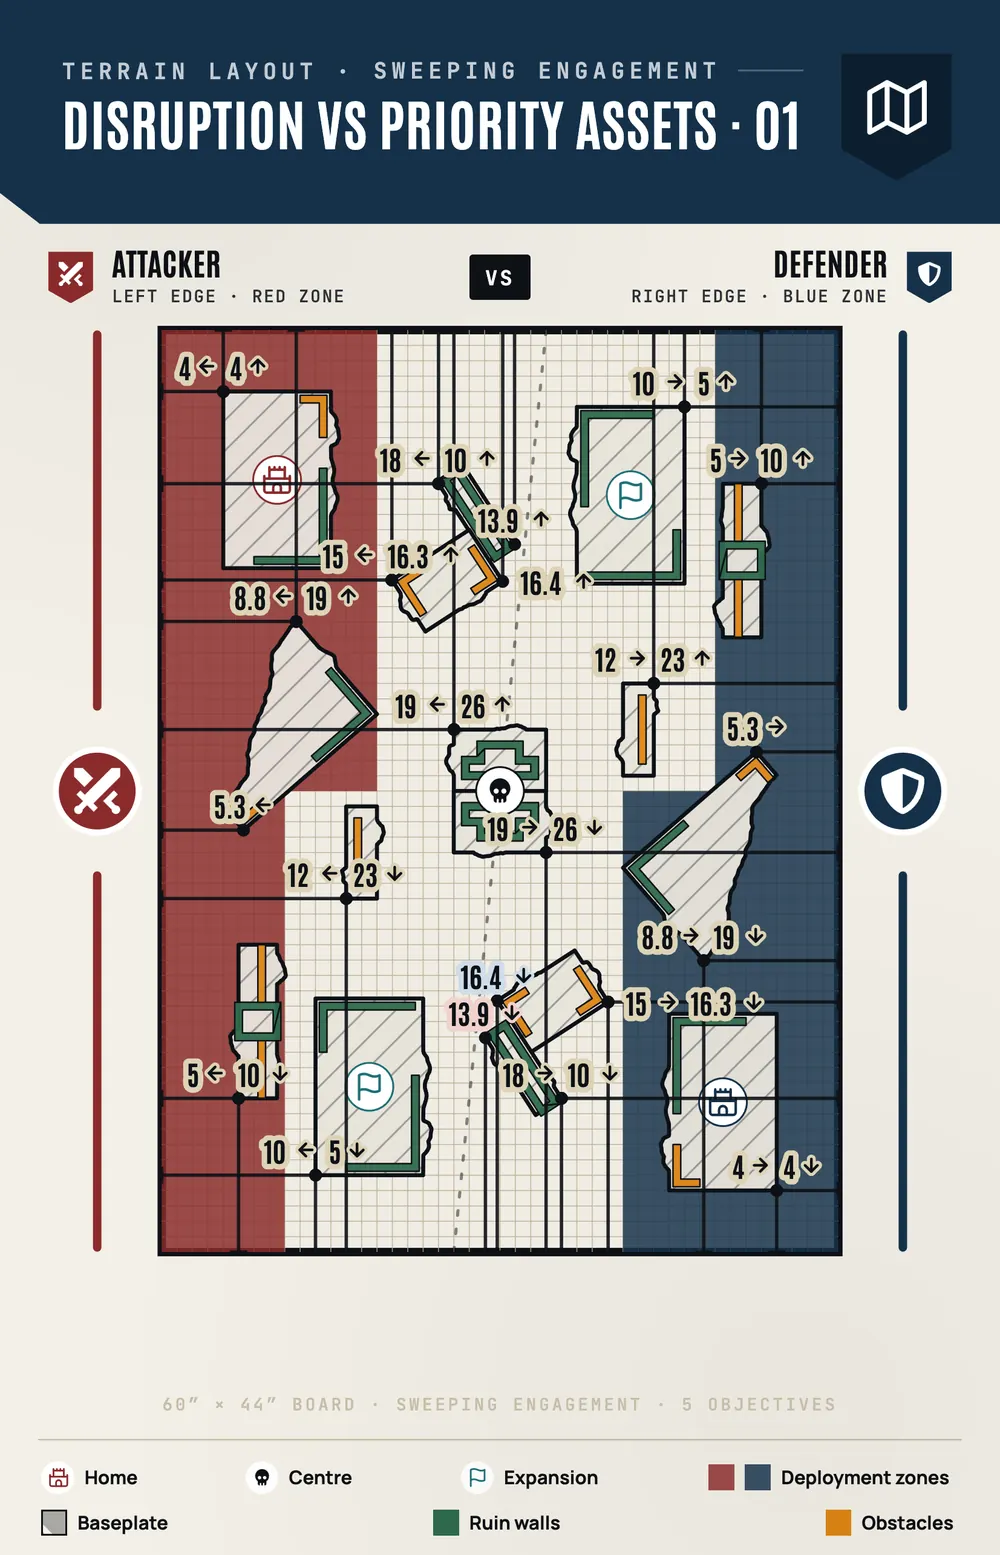 TERRAIN LAYOUT · SWEEPING ENGAGEMENT
DISRUPTION VS PRIORITY ASSETS · 01
ATTACKER
LEFT EDGE · RED ZONE
VS
DEFENDER
RIGHT EDGE · BLUE ZONE
4 ← 4 ↑
10 → 5 ↑
18 ← 10 ↑
5 → 10 ↑
13.9 ↑
15 ← 16.3 ↑
16.4 ↑
8.8 ← 19 ↑
12 → 23 ↑
19 ← 26 ↑
5.3 →
5.3 ←
19 → 26 ↓
12 ← 23 ↓
8.8 → 19 ↓
16.4 ↓
15 → 16.3 ↓
13.9 ↓
5 ← 10 ↓
18 → 10 ↓
10 ← 5 ↓
4 → 4 ↓
60″ × 44″ BOARD · SWEEPING ENGAGEMENT · 5 OBJECTIVES
Home
Centre
Expansion
Deployment zones
Baseplate
Ruin walls
Obstacles